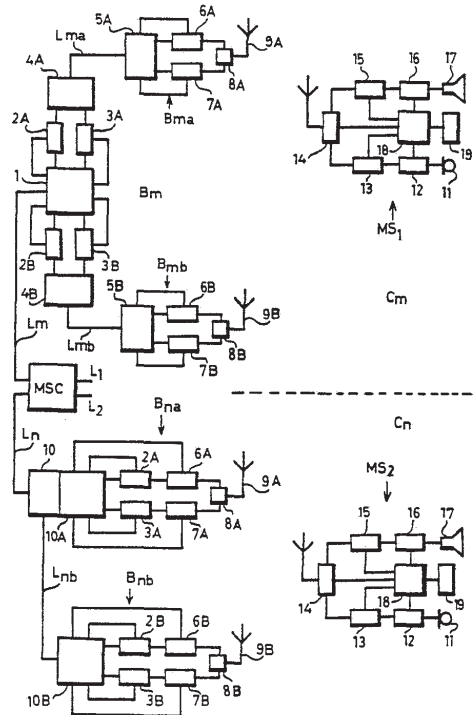 Lma
5A
6A
9A
4A
8A
7A
2A
3A
Bma
1
Bm
2B
3B
Bmb
5B
6B
4B
9B
8B
Lmb
7B
Lm
MSC
L1
L2
Ln
Bna
10
2A
6A
9A
8A
10A
3A
7A
Lnb
Bnb
2B
6B
9B
8B
10B
3B
7B
15
16
17
14
18
19
13
12
11
MS1
Cm
Cn
MS2
15
16
17
14
18
19
13
12
11